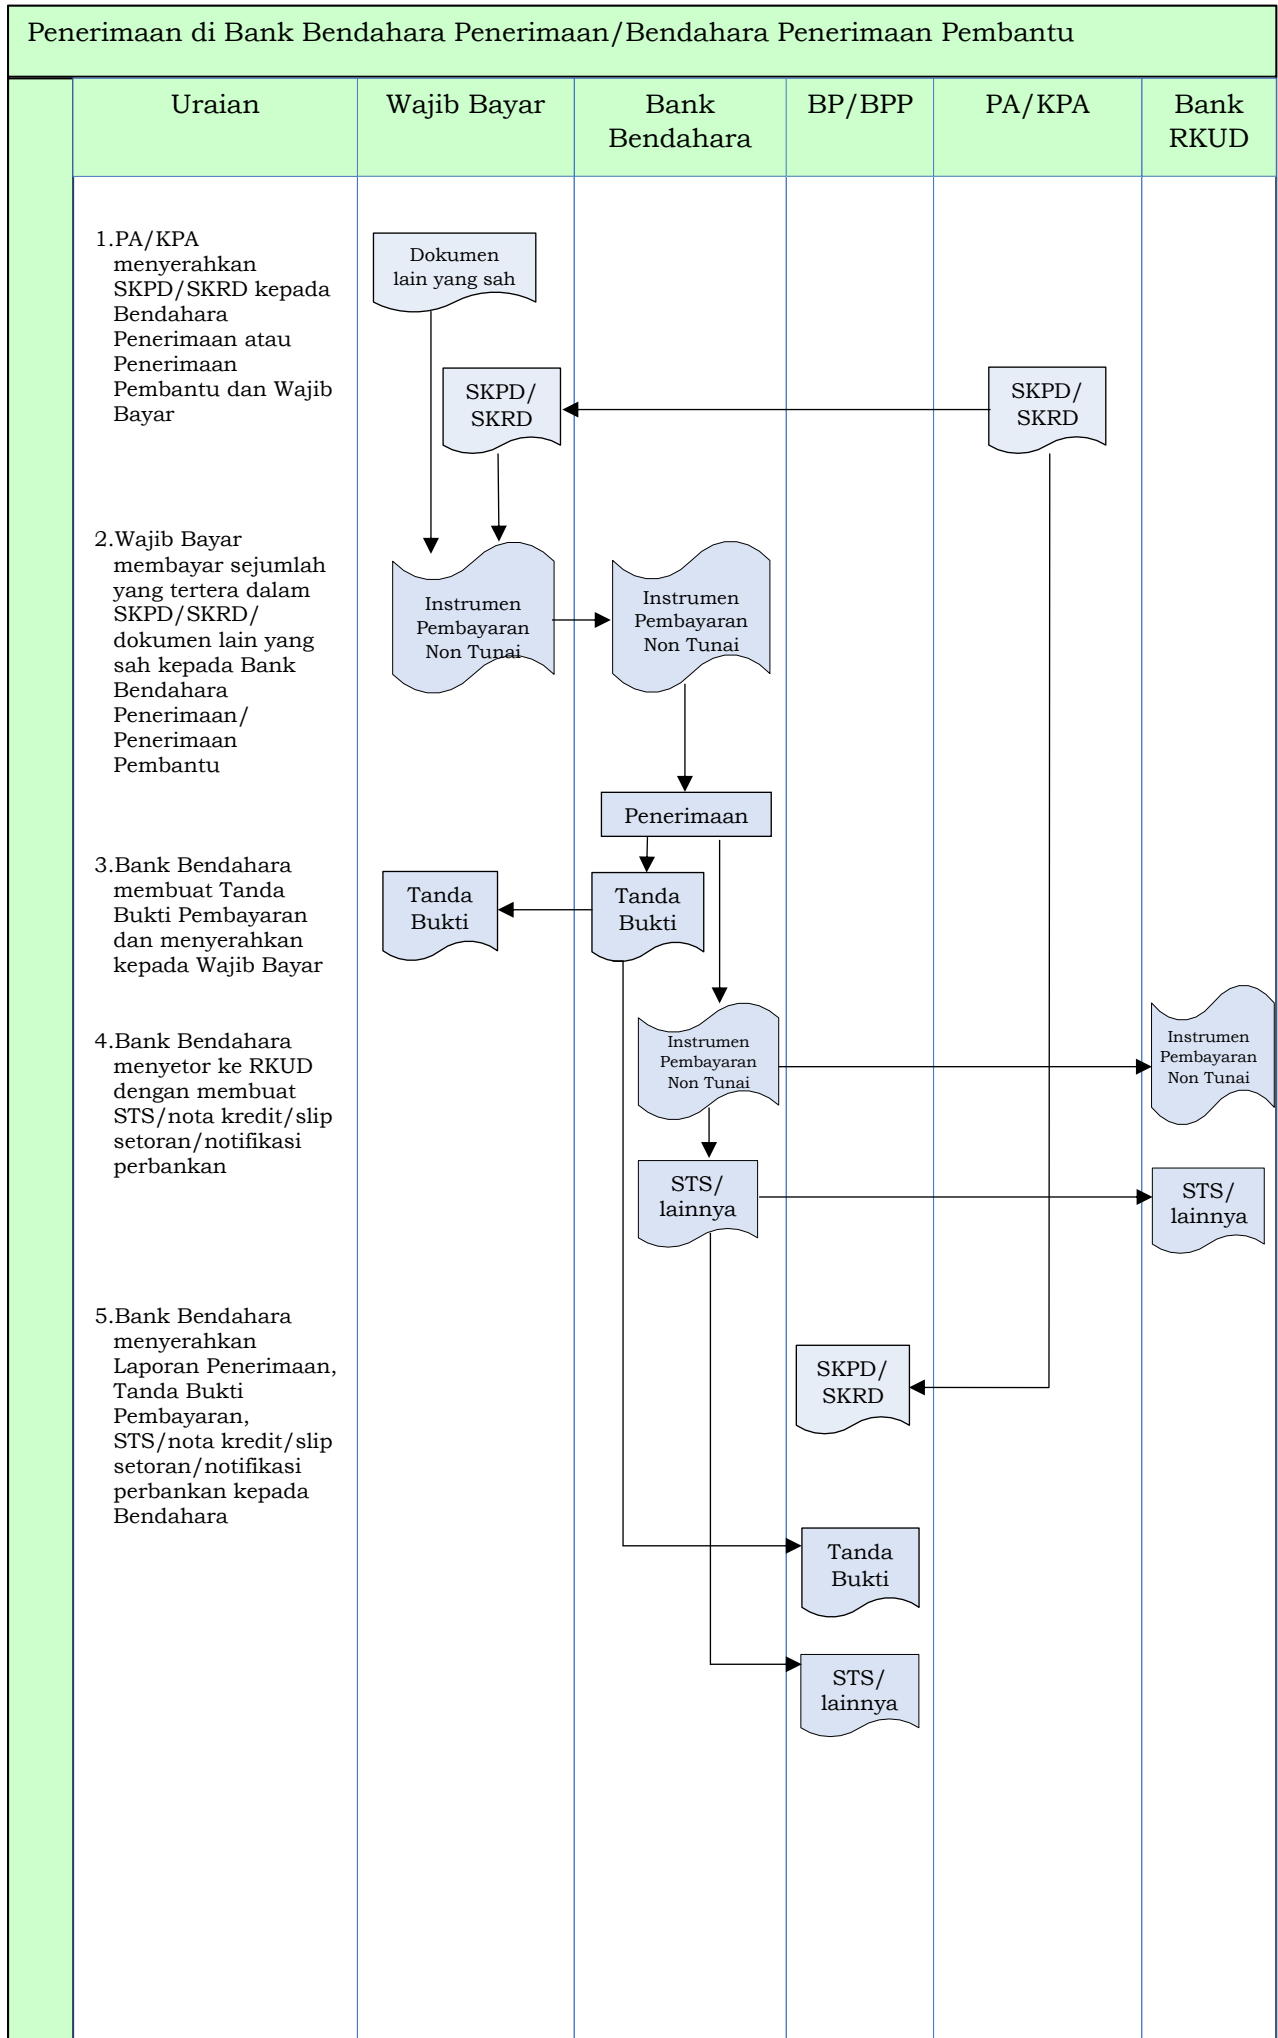 Penerimaan di Bank Bendahara Penerimaan/Bendahara Penerimaan Pembantu
Uraian
Wajib Bayar
Bank
Bendahara
BP/BPP
PA/KPA
Bank
RKUD
1.PA/KPA
menyerahkan
SKPD/SKRD kepada
Bendahara
Penerimaan atau
Penerimaan
Pembantu dan Wajib
Bayar
Dokumen
lain yang sah
SKPD/
SKRD
SKPD/
SKRD
2.Wajib Bayar
membayar sejumlah
yang tertera dalam
SKPD/SKRD/
dokumen lain yang
sah kepada Bank
Bendahara
Penerimaan/
Penerimaan
Pembantu
Instrumen
Pembayaran
Non Tunai
Instrumen
Pembayaran
Non Tunai
Penerimaan
3.Bank Bendahara
membuat Tanda
Bukti Pembayaran
dan menyerahkan
kepada Wajib Bayar
Tanda
Bukti
Tanda
Bukti
4.Bank Bendahara
menyetor ke RKUD
dengan membuat
STS/nota kredit/slip
setoran/notifikasi
perbankan
Instrumen
Pembayaran
Non Tunai
Instrumen
Pembayaran
Non Tunai
STS/
lainnya
STS/
lainnya
5.Bank Bendahara
menyerahkan
Laporan Penerimaan,
Tanda Bukti
Pembayaran,
STS/nota kredit/slip
setoran/notifikasi
perbankan kepada
Bendahara
SKPD/
SKRD
Tanda
Bukti
STS/
lainnya